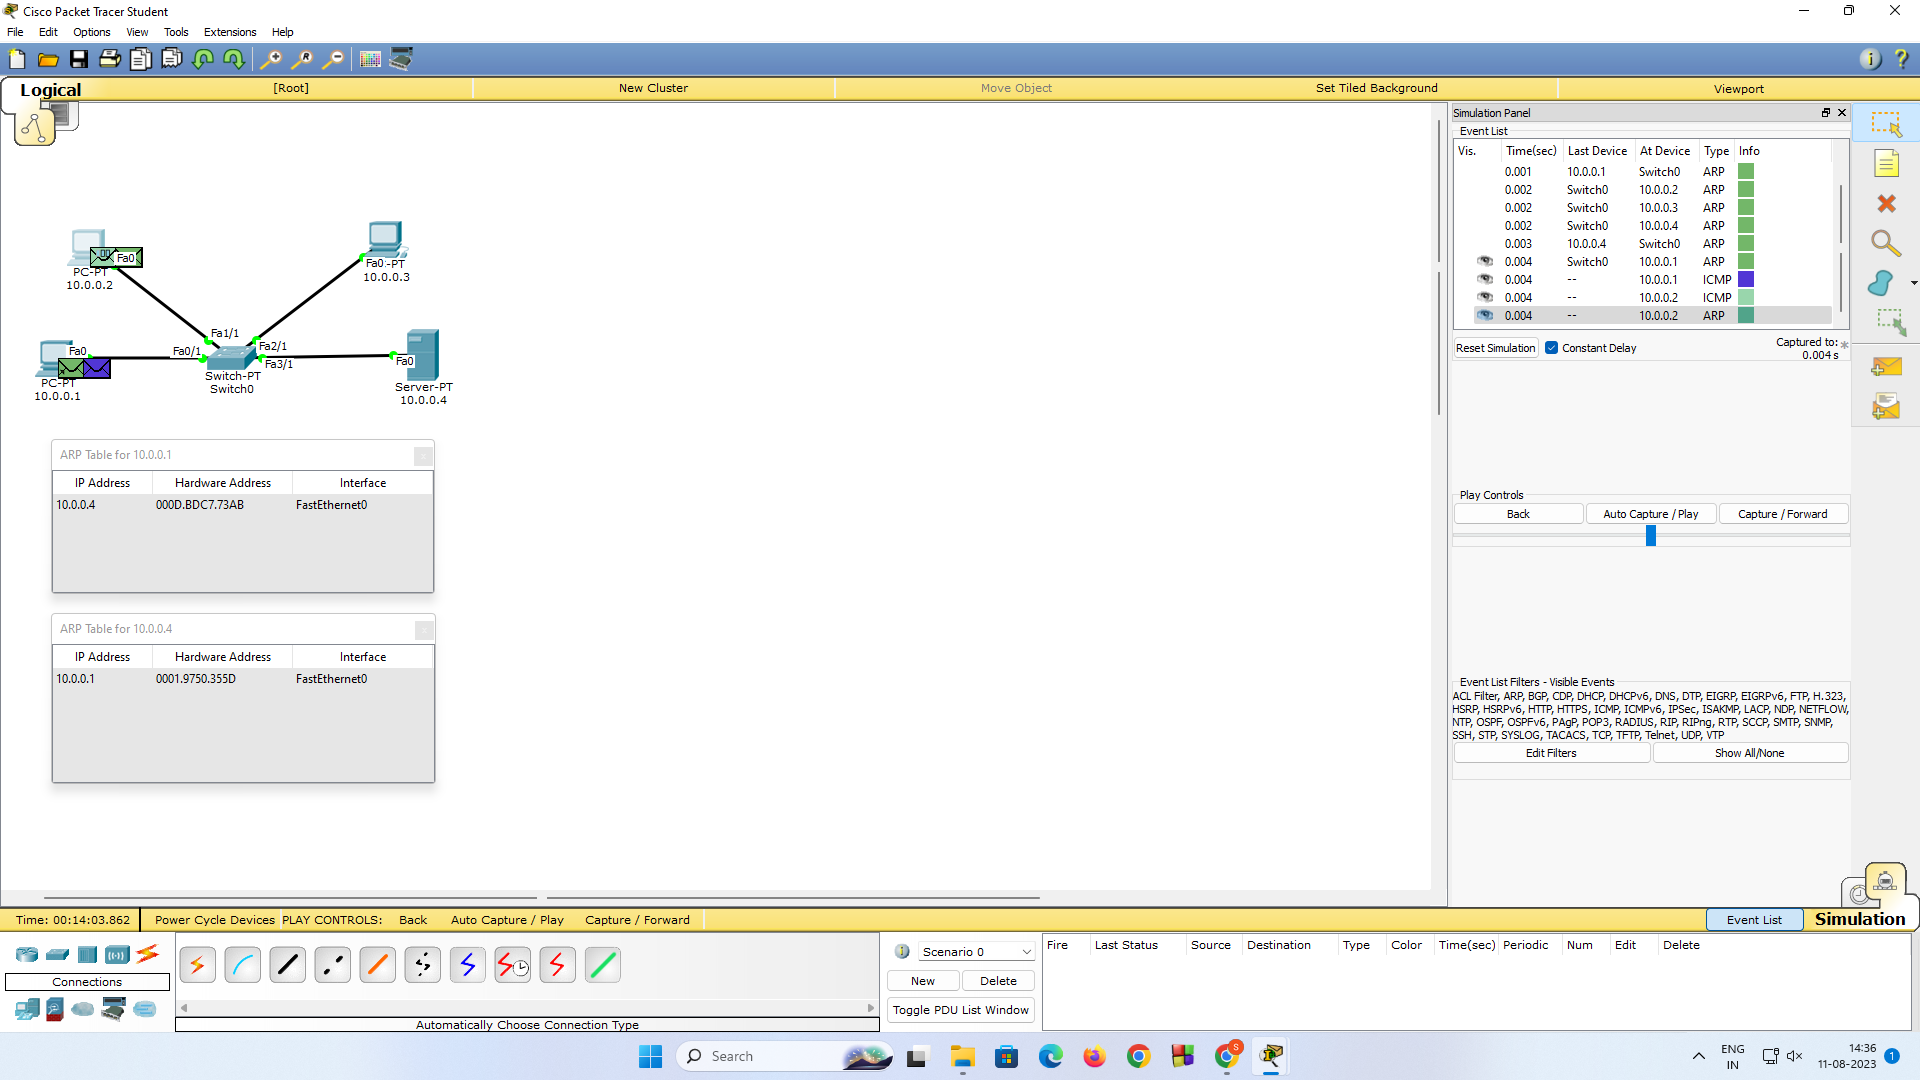 Cisco Packet Tracer Student
File Edit Options View Tools Extensions Help
Logical [Root] New Cluster Move Object Set Tiled Background Viewport
Simulation Panel
Event List
Vis. Time(sec) Last Device At Device Type Info
0.001 10.0.0.1 Switch0 ARP
0.002 Switch0 10.0.0.2 ARP
0.002 Switch0 10.0.0.3 ARP
0.002 Switch0 10.0.0.4 ARP
0.003 10.0.0.4 Switch0 ARP
0.004 Switch0 10.0.0.1 ARP
0.004 -- 10.0.0.1 ICMP
0.004 -- 10.0.0.2 ICMP
0.004 -- 10.0.0.2 ARP
Reset Simulation Constant Delay Captured to: *
0.004 s
Fa0
PC-PT
10.0.0.2
Fa0 -PT
10.0.0.3
Fa1/1
Fa2/1
Fa0/1
Fa3/1
Fa0
PC-PT
10.0.0.1
Switch-PT
Switch0
Fa0
Server-PT
10.0.0.4
ARP Table for 10.0.0.1
IP Address Hardware Address Interface
10.0.0.4 000D.BDC7.73AB FastEthernet0
ARP Table for 10.0.0.4
IP Address Hardware Address Interface
10.0.0.1 0001.9750.355D FastEthernet0
Play Controls
Back Auto Capture / Play Capture / Forward
Event List Filters - Visible Events
ACL Filter, ARP, BGP, CDP, DHCP, DHCPv6, DNS, DTP, EIGRP, EIGRPv6, FTP, H.323,
HSRP, HSRPv6, HTTP, HTTPS, ICMP, ICMPv6, IPSec, ISAKMP, LACP, NDP, NETFLOW,
NTP, OSPF, OSPFv6, PAgP, POP3, RADIUS, RIP, RIPng, RTP, SCCP, SMTP, SNMP,
SSH, STP, SYSLOG, TACACS, TCP, TFTP, Telnet, UDP, VTP
Edit Filters Show All/None
Time: 00:14:03.862 Power Cycle Devices PLAY CONTROLS: Back Auto Capture / Play Capture / Forward Event List Simulation
Connections
Automatically Choose Connection Type
Scenario 0
New Delete
Toggle PDU List Window
Fire Last Status Source Destination Type Color Time(sec) Periodic Num Edit Delete
Search
S
ENG
IN
14:36
11-08-2023
1